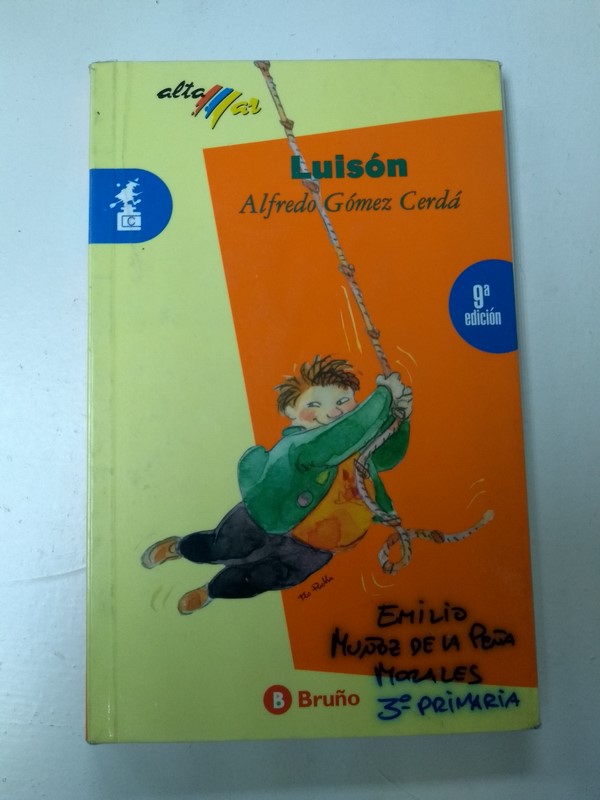 alta
Mar
Luisón
Alfredo Gómez Cerdá
C
9ª
edición
EMILIO
MUÑOZ DE LA PEÑA
MORALES
3º PRIMARIA
B Bruño